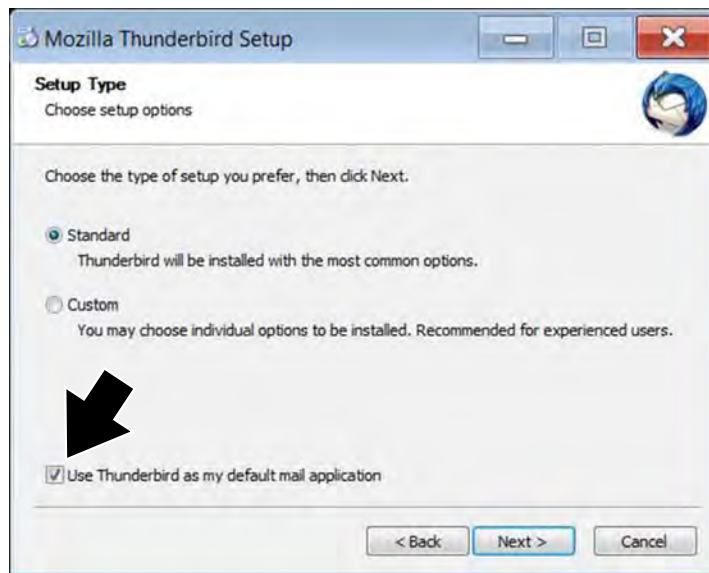 Mozilla Thunderbird Setup
Setup Type
Choose setup options
Choose the type of setup you prefer, then click Next.
Standard
Thunderbird will be installed with the most common options.
Custom
You may choose individual options to be installed. Recommended for experienced users.
Use Thunderbird as my default mail application
< Back Next > Cancel